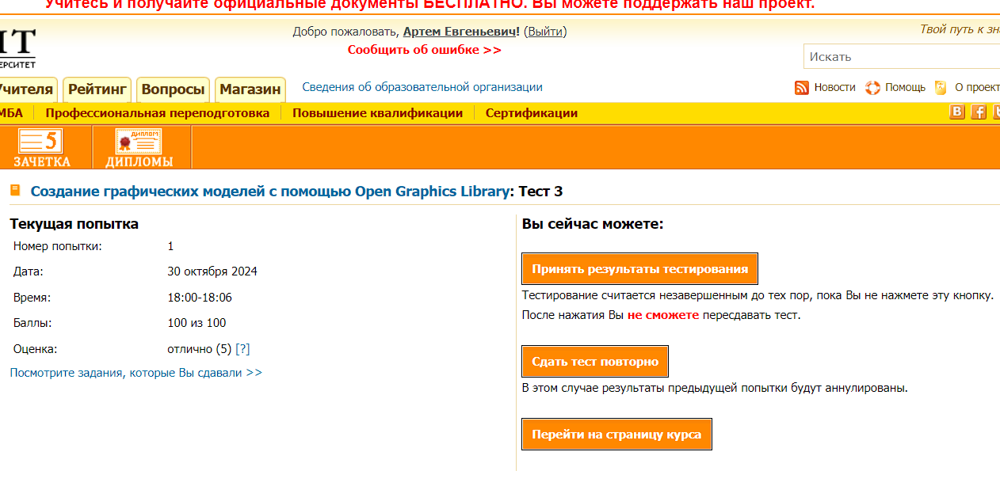 Учитесь и получайте официальные документы БЕСПЛАТНО. Вы можете поддержать наш проект.
Добро пожаловать, Артем Евгеньевич! (Выйти)
Сообщить об ошибке >>
Твой путь к зна
ИТ
ЕРСИТЕТ
Искать
Учителя
Рейтинг
Вопросы
Магазин
Сведения об образовательной организации
Новости
Помощь
О проект
МБА
Профессиональная переподготовка
Повышение квалификации
Сертификации
5
ЗАЧЕТКА
ДИПЛОМ
ДИПЛОМЫ
Создание графических моделей с помощью Open Graphics Library: Тест 3
Текущая попытка
Номер попытки: 1
Дата: 30 октября 2024
Время: 18:00-18:06
Баллы: 100 из 100
Оценка: отлично (5) [?]
Посмотрите задания, которые Вы сдавали >>
Вы сейчас можете:
Принять результаты тестирования
Тестирование считается незавершенным до тех пор, пока Вы не нажмете эту кнопку.
После нажатия Вы не сможете пересдавать тест.
Сдать тест повторно
В этом случае результаты предыдущей попытки будут аннулированы.
Перейти на страницу курса